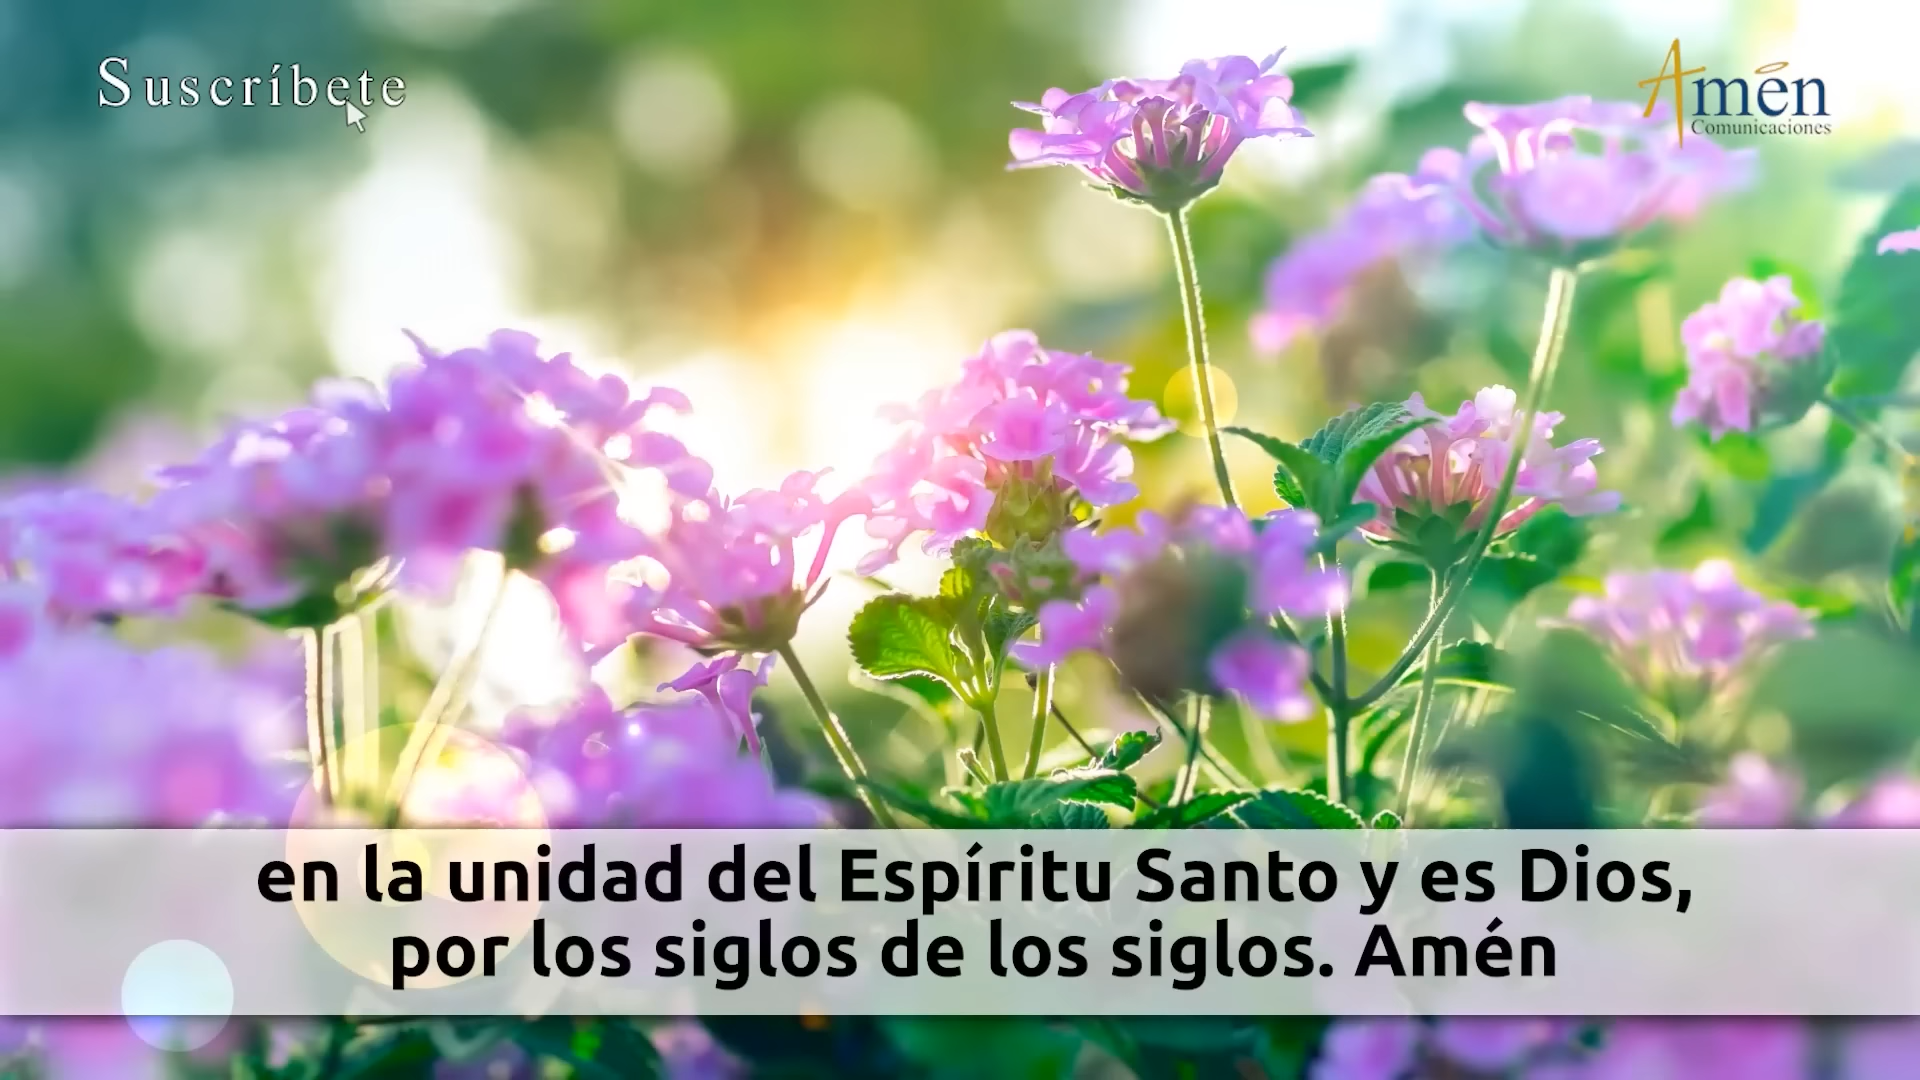 Suscríbete
Amén
Comunicaciones
en la unidad del Espíritu Santo y es Dios,
por los siglos de los siglos. Amén